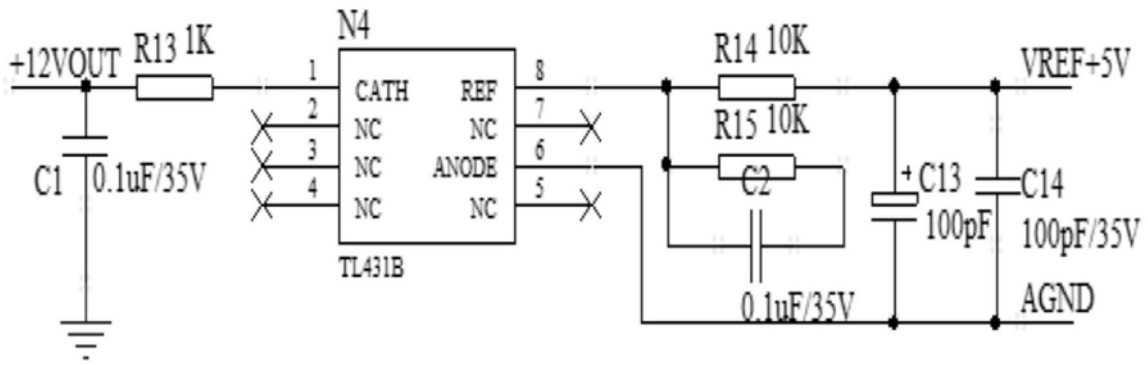 N4
R13 1K
R14 10K
+12VOUT
VREF+5V
1
8
CATH
REF
2
7
R15 10K
NC
NC
3
6
C1
0.1uF/35V
NC
ANODE
C2
+
C13
C14
4
5
NC
NC
100pF
100pF/35V
TL431B
0.1uF/35V
AGND